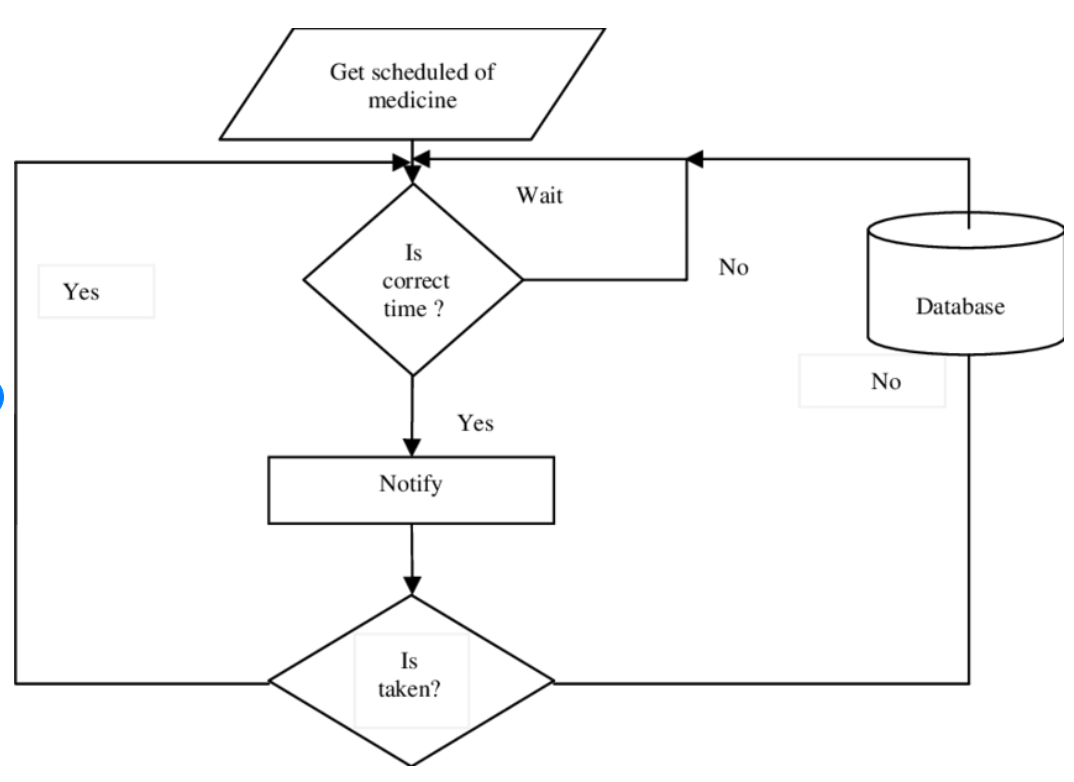 Get scheduled of
medicine
Wait
Is
correct
time ?
No
Yes
Database
No
Yes
Notify
Is
taken?